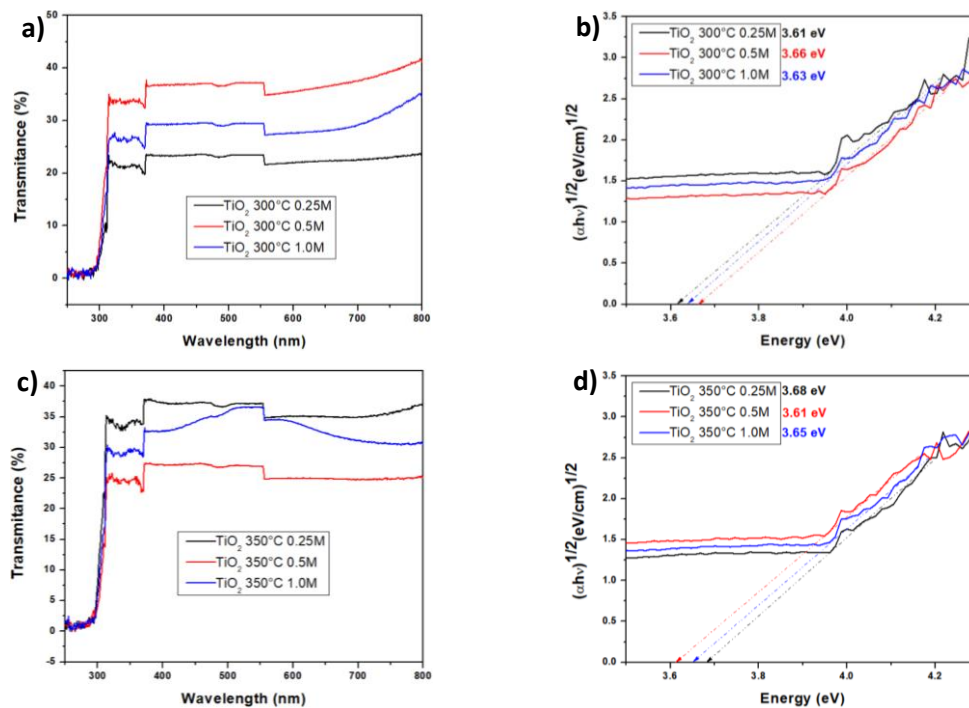 a)
50
40
30
20
10
0
Transmitance (%)
TiO2 300°C 0.25M
TiO2 300°C 0.5M
TiO2 300°C 1.0M
300 400 500 600 700 800
Wavelength (nm)
b)
3.5
3.0
2.5
2.0
1.5
1.0
0.5
0.0
(αhν)1/2(eV/cm)1/2
TiO2 300°C 0.25M 3.61 eV
TiO2 300°C 0.5M 3.66 eV
TiO2 300°C 1.0M 3.63 eV
3.6 3.8 4.0 4.2
Energy (eV)
c)
40
35
30
25
20
15
10
5
0
-5
Transmitance (%)
TiO2 350°C 0.25M
TiO2 350°C 0.5M
TiO2 350°C 1.0M
300 400 500 600 700 800
Wavelength (nm)
d)
3.5
3.0
2.5
2.0
1.5
1.0
0.5
0.0
(αhν)1/2(eV/cm)1/2
TiO2 350°C 0.25M 3.68 eV
TiO2 350°C 0.5M 3.61 eV
TiO2 350°C 1.0M 3.65 eV
3.6 3.8 4.0 4.2
Energy (eV)